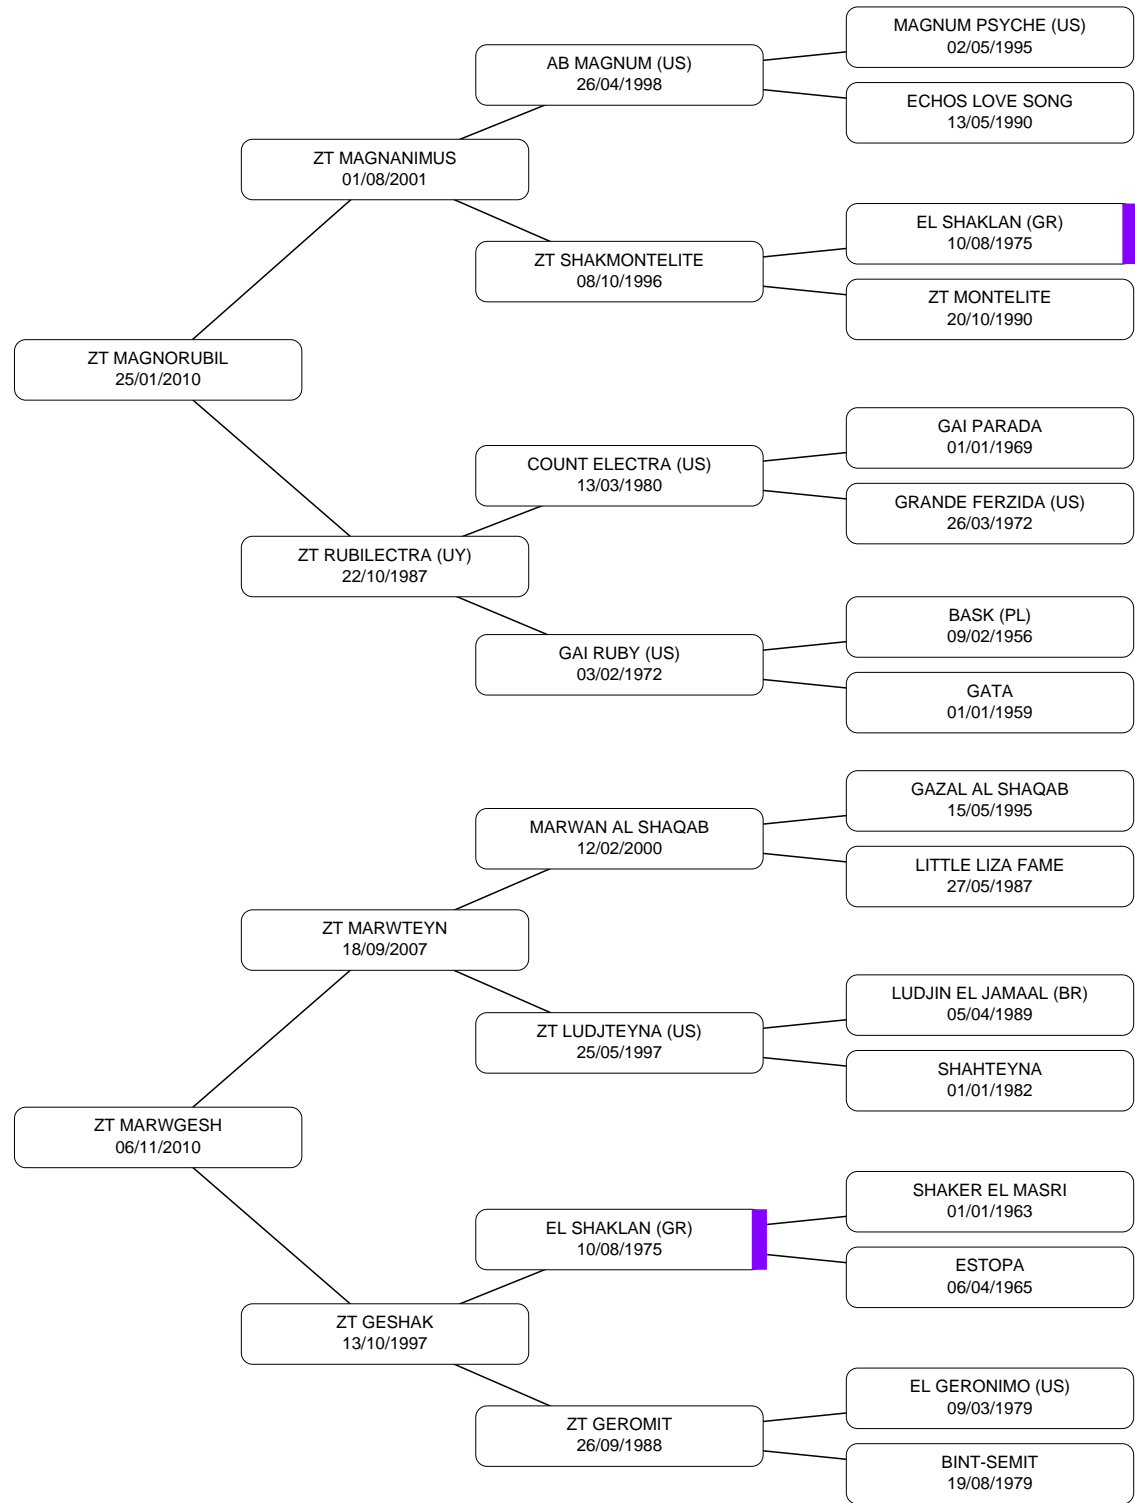 MAGNUM PSYCHE (US)
02/05/1995
AB MAGNUM (US)
26/04/1998
ECHOS LOVE SONG
13/05/1990
ZT MAGNANIMUS
01/08/2001
EL SHAKLAN (GR)
10/08/1975
ZT SHAKMONTELITE
08/10/1996
ZT MONTELITE
20/10/1990
ZT MAGNORUBIL
25/01/2010
GAI PARADA
01/01/1969
COUNT ELECTRA (US)
13/03/1980
GRANDE FERZIDA (US)
26/03/1972
ZT RUBILECTRA (UY)
22/10/1987
BASK (PL)
09/02/1956
GAI RUBY (US)
03/02/1972
GATA
01/01/1959
GAZAL AL SHAQAB
15/05/1995
MARWAN AL SHAQAB
12/02/2000
LITTLE LIZA FAME
27/05/1987
ZT MARWTEYN
18/09/2007
LUDJIN EL JAMAAL (BR)
05/04/1989
ZT LUDJTEYNA (US)
25/05/1997
SHAHTEYNA
01/01/1982
ZT MARWGESH
06/11/2010
SHAKER EL MASRI
01/01/1963
EL SHAKLAN (GR)
10/08/1975
ESTOPA
06/04/1965
ZT GESHAK
13/10/1997
EL GERONIMO (US)
09/03/1979
ZT GEROMIT
26/09/1988
BINT-SEMIT
19/08/1979